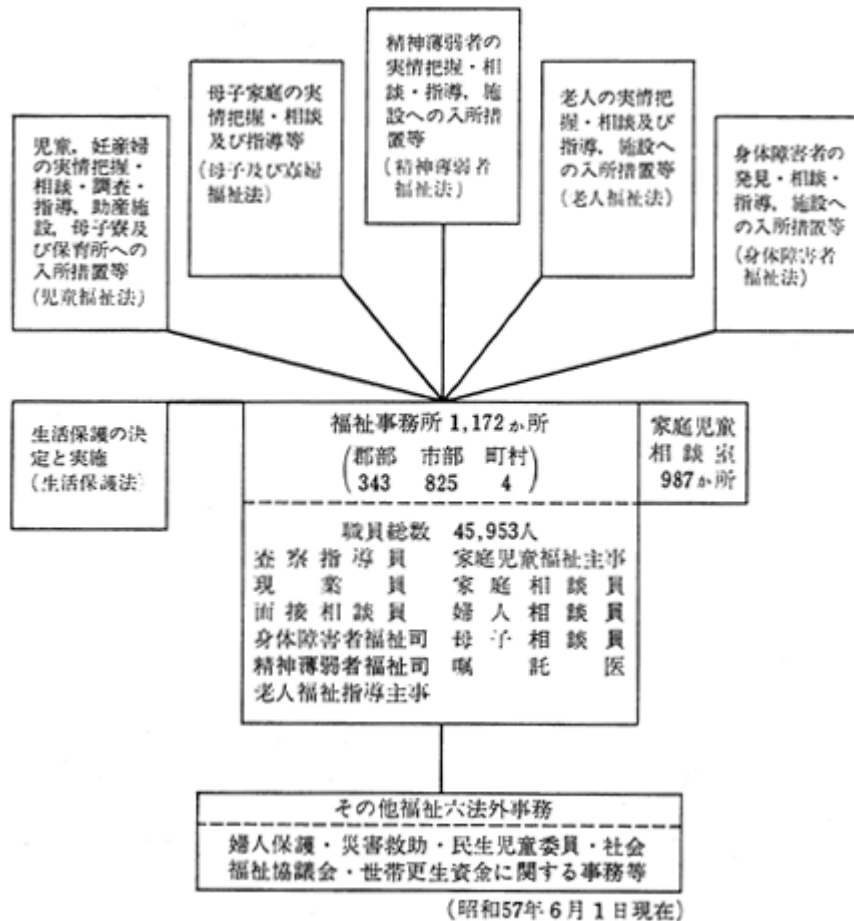 児童，妊産婦
の実情把握・
相談・調査・
指導，助産施
設，母子寮及
び保育所への
入所措置等
(児童福祉法)
母子家庭の実
情把握・相談
及び指導等
(母子及び寡婦
福祉法)
精神薄弱者の
実情把握・相
談・指導，施
設への入所措
置等
(精神薄弱者
福祉法)
老人の実情把
握・相談及び
指導，施設へ
の入所措置等
(老人福祉法)
身体障害者の
発見・相談・
指導，施設へ
の入所措置等
(身体障害者
福祉法)
生活保護の決
定と実施
(生活保護法)
福祉事務所 1,172か所
(郡部 市部 町村)
343 825 4
家庭児童
相談室
987か所
職員総数 45,953人
査察指導員 家庭児童福祉主事
現業員 家庭相談員
面接相談員 婦人相談員
身体障害者福祉司 母子相談員
精神薄弱者福祉司 嘱託医
老人福祉指導主事
その他福祉六法外事務
婦人保護・災害救助・民生児童委員・社会
福祉協議会・世帯更生資金に関する事務等
(昭和57年6月1日現在)